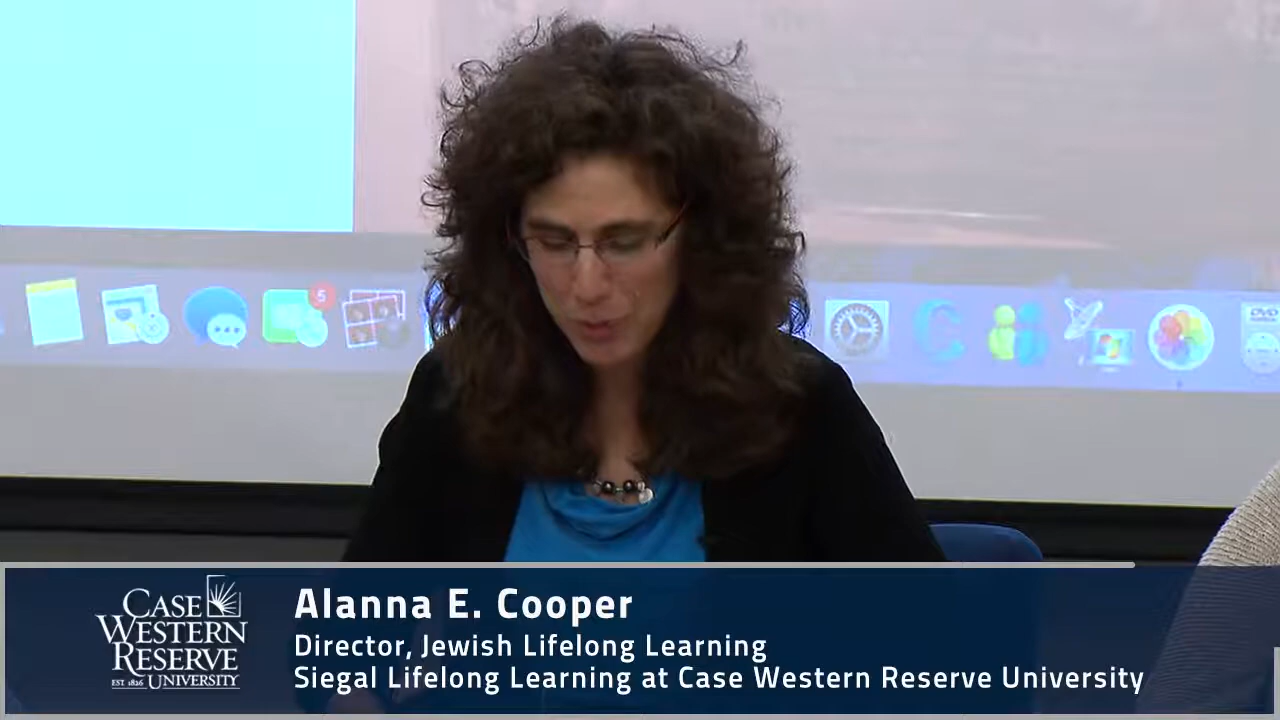 5
DVD
CASE
WESTERN
RESERVE
EST. 1826 UNIVERSITY
Alanna E. Cooper
Director, Jewish Lifelong Learning
Siegal Lifelong Learning at Case Western Reserve University